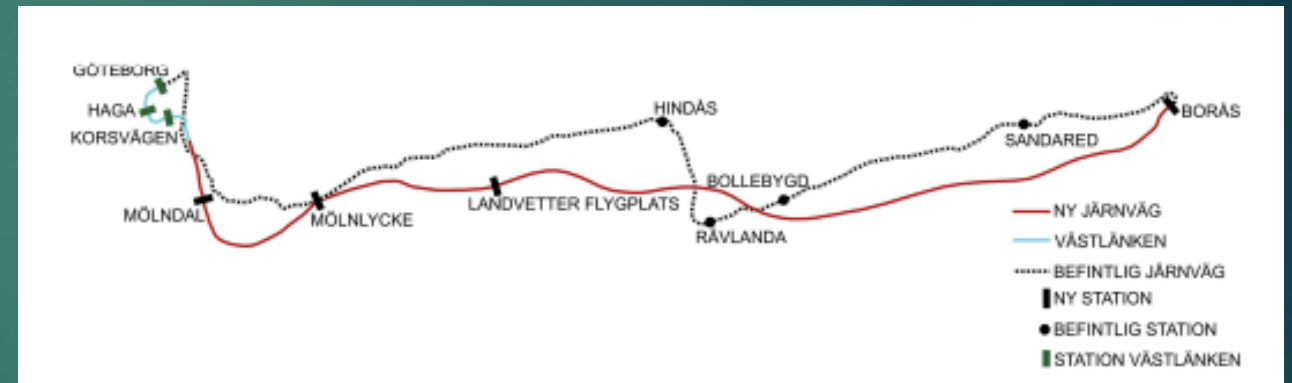 GÖTEBORG
HAGA
KORSVÄGEN
MÖLNDAL
MÖLNLYCKE
LANDVETTER FLYGPLATS
HINDÅS
BOLLEBYGD
RÄVLANDA
SANDARED
BORÅS
NY JÄRNVÄG
VÄSTLÄNKEN
BEFINTLIG JÄRNVÄG
NY STATION
BEFINTLIG STATION
STATION VÄSTLÄNKEN